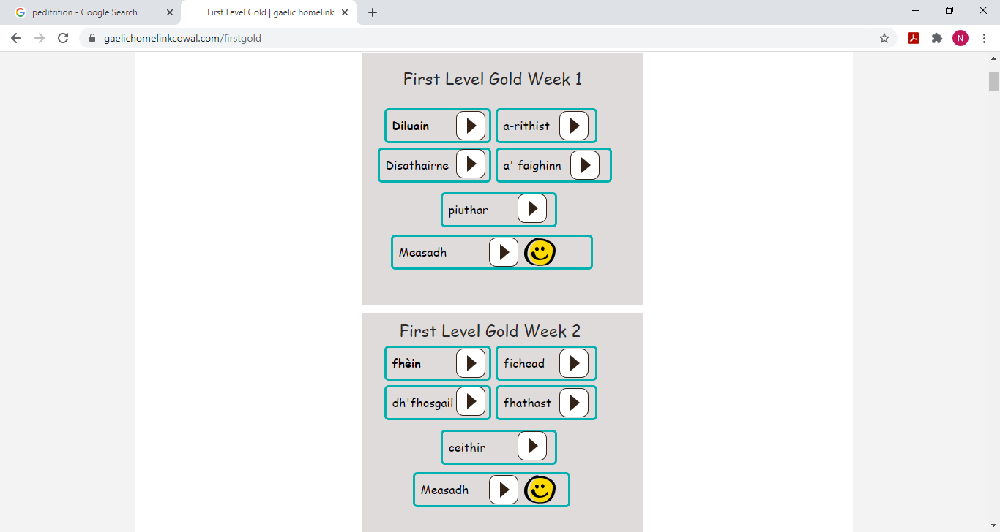 peditrition - Google Search
First Level Gold | gaelic homelink
gaelichomelinkcowal.com/firstgold
N
First Level Gold Week 1
Diluain
a-rithist
Disathairne
a' faighinn
piuthar
Measadh
First Level Gold Week 2
fhèin
fichead
dh'fhosgail
fhathast
ceithir
Measadh